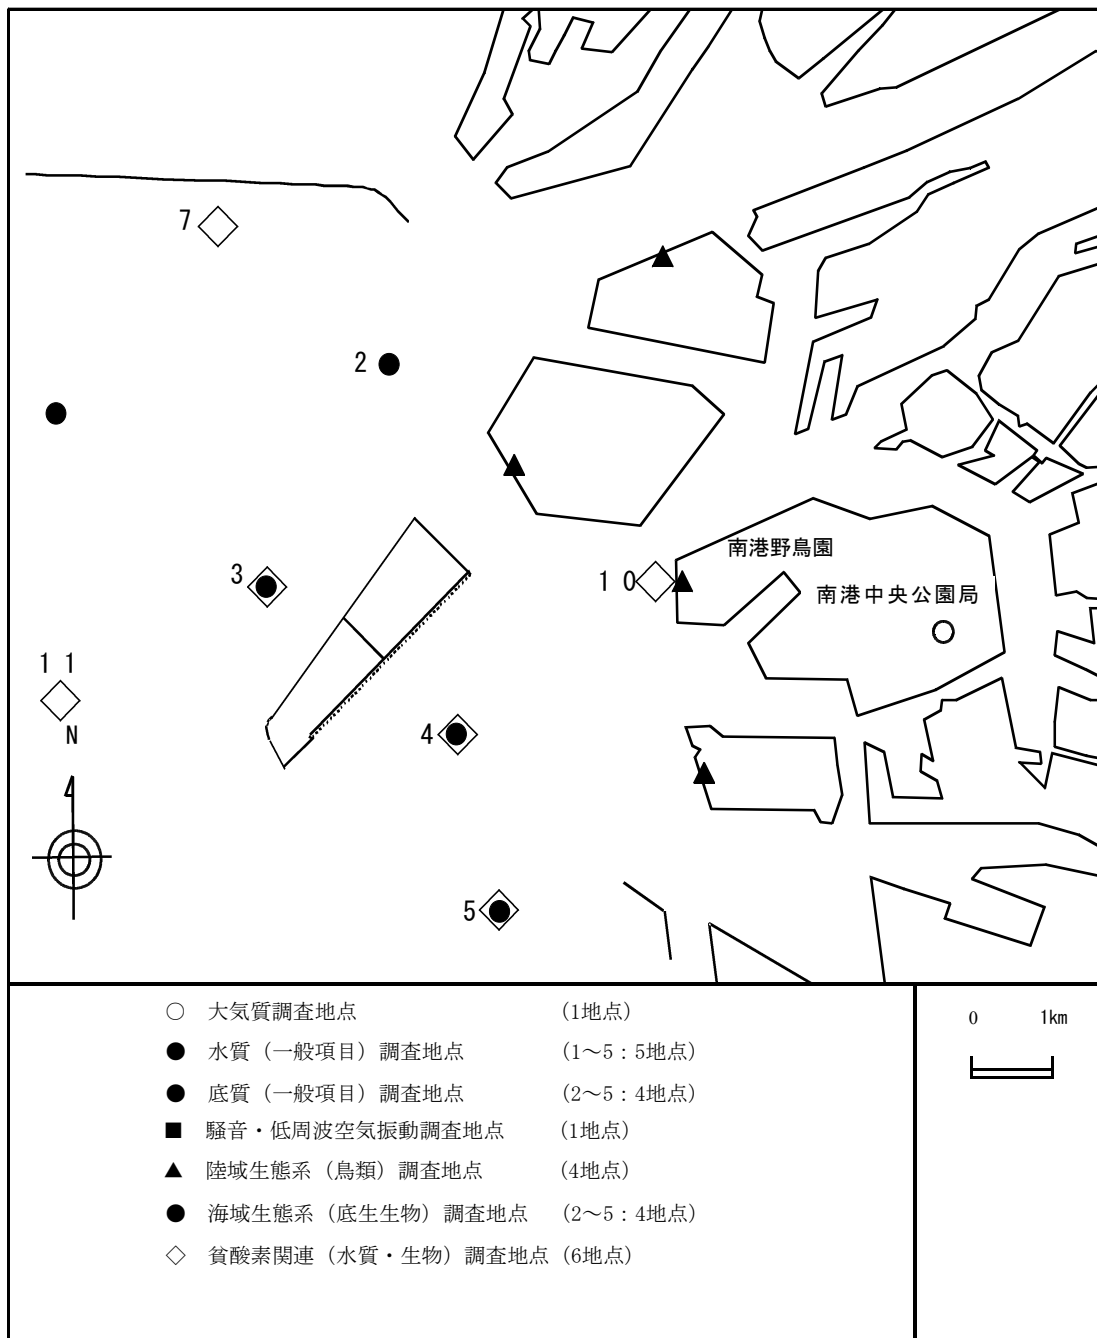 7
2
3
南港野鳥園
1 0
南港中央公園局
1 1
N
4
5
○ 大気質調査地点 (1地点)
● 水質（一般項目）調査地点 (1～5：5地点)
● 底質（一般項目）調査地点 (2～5：4地点)
■ 騒音・低周波空気振動調査地点 (1地点)
▲ 陸域生態系（鳥類）調査地点 (4地点)
● 海域生態系（底生生物）調査地点 (2～5：4地点)
◇ 貧酸素関連（水質・生物）調査地点 (6地点)
0 1km